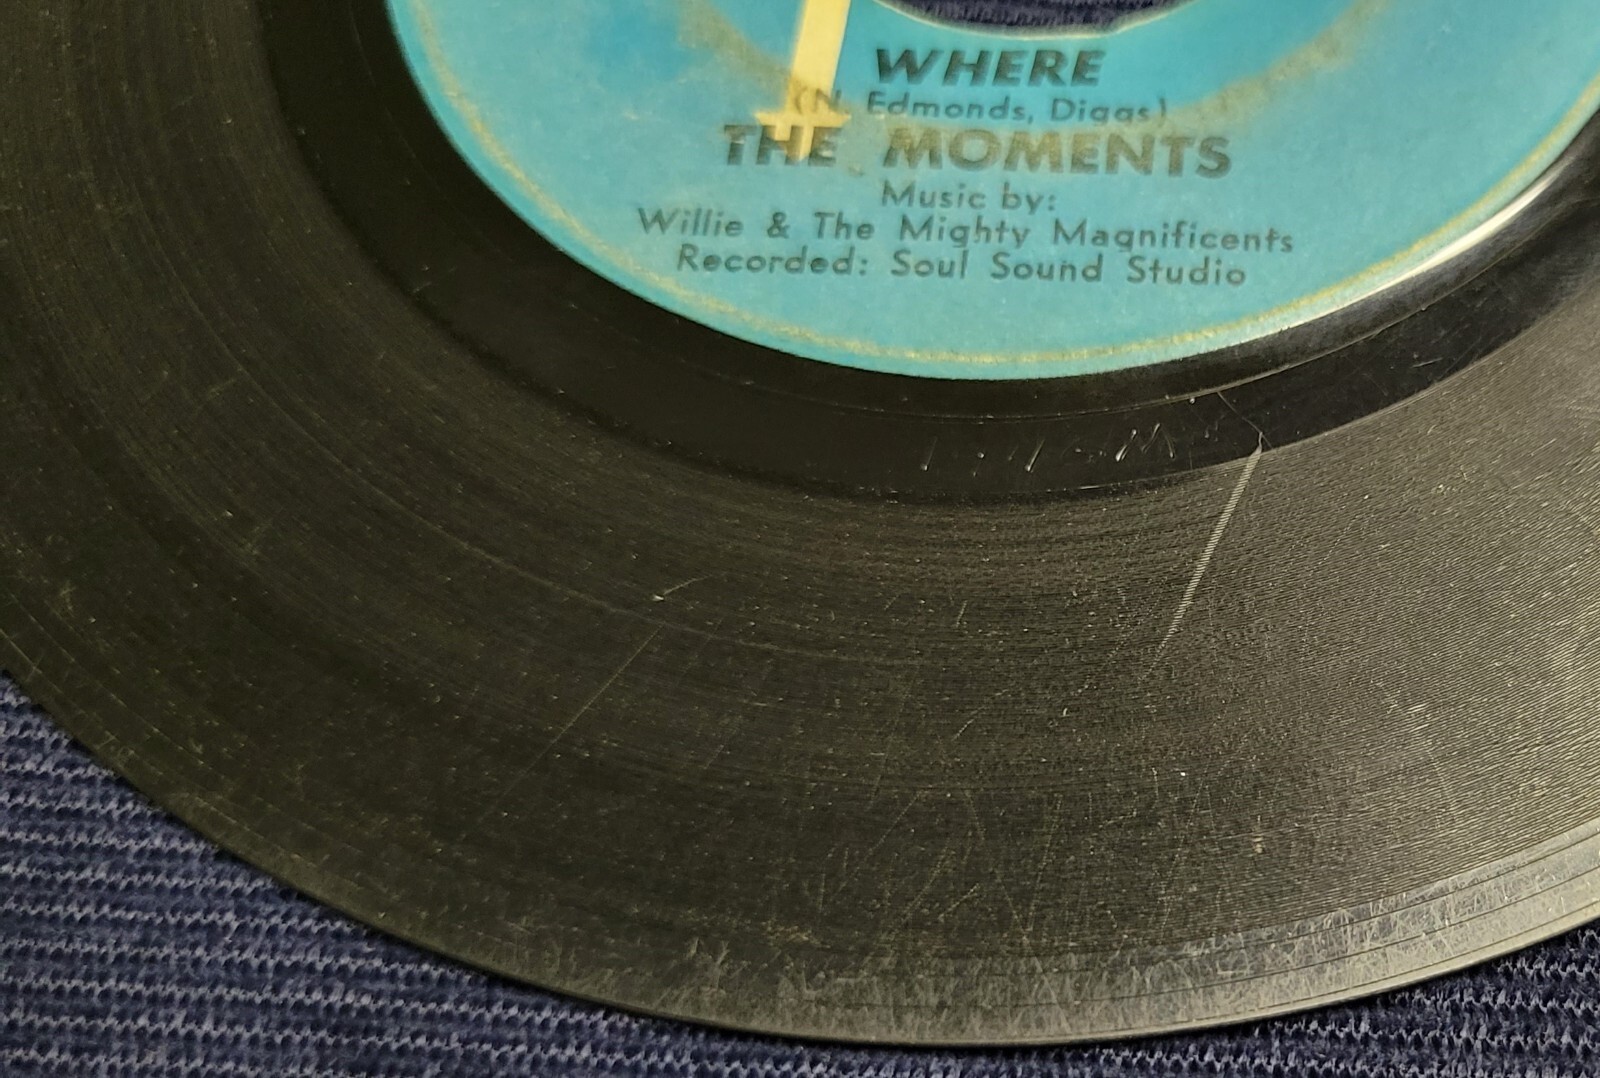 WHERE
(N. Edmonds, Diggs)
THE MOMENTS
Music by:
Willie & The Mighty Magnificents
Recorded: Soul Sound Studio